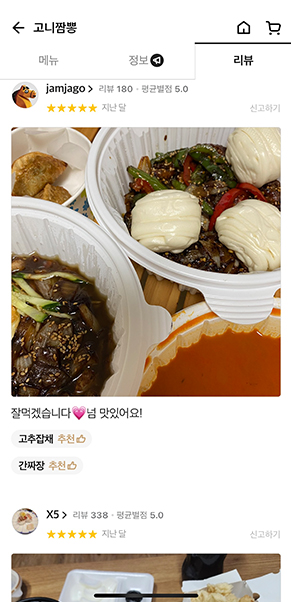 고니짬뽕
메뉴 정보 리뷰
jamjago 리뷰 180 · 평균별점 5.0
지난 달 신고하기
잘먹겠습니다💗넘 맛있어요!
고추잡채 추천
간짜장 추천
X5 리뷰 338 · 평균별점 5.0
지난 달 신고하기